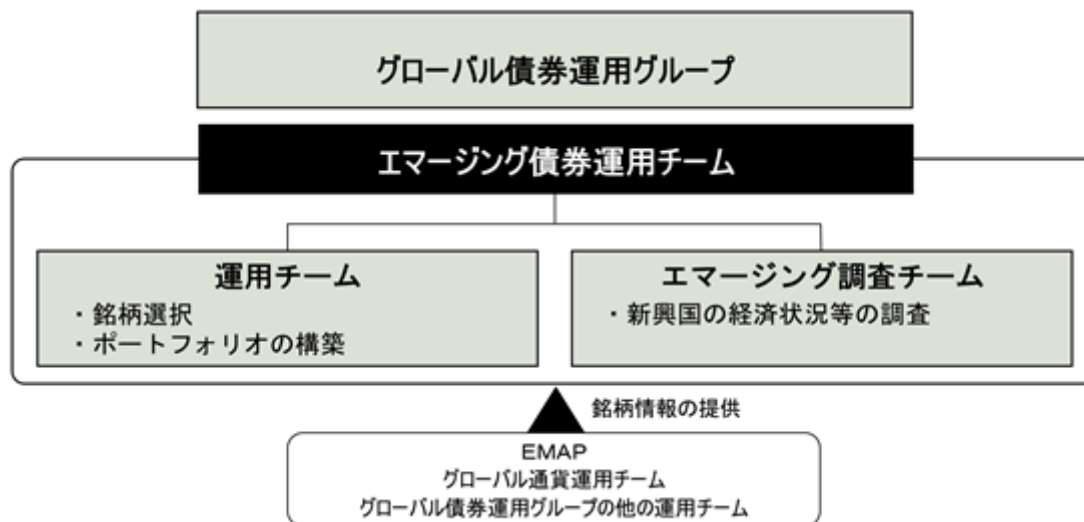 グローバル債券運用グループ
エマージング債券運用チーム
運用チーム
・銘柄選択
・ポートフォリオの構築
エマージング調査チーム
・新興国の経済状況等の調査
銘柄情報の提供
EMAP
グローバル通貨運用チーム
グローバル債券運用グループの他の運用チーム